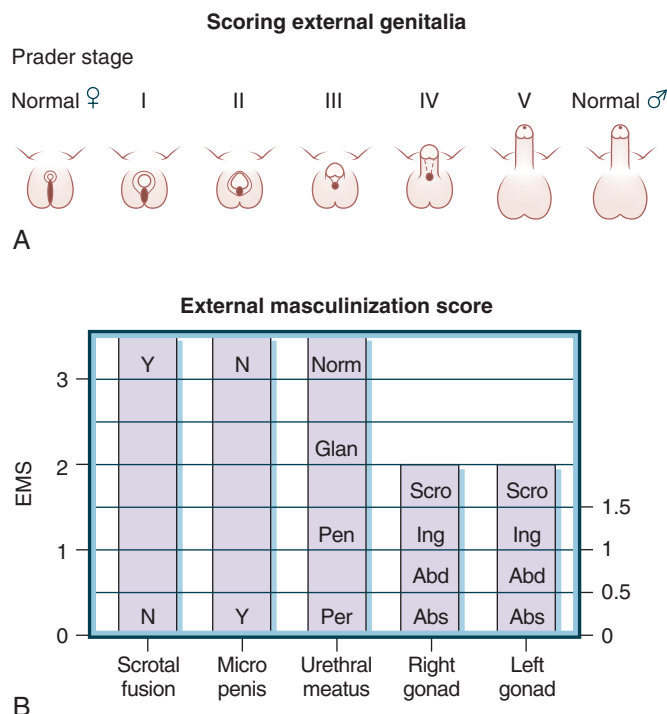 Scoring external genitalia
Prader stage
Normal ♀ I II III IV V Normal ♂
A
External masculinization score
3 Y N Norm
Glan
2
Scro Scro
1.5
Pen Ing Ing
1 1
Abd Abd
0.5
N Y Per Abs Abs
0 0
EMS
Scrotal Micro Urethral Right Left
fusion penis meatus gonad gonad
B